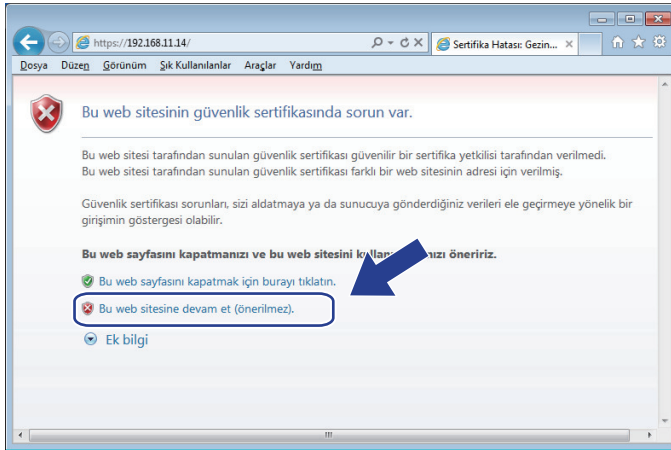 https://192.168.11.14/
Sertifika Hatası: Gezin...
Dosya Düzen Görünüm Sık Kullanılanlar Araçlar Yardım
Bu web sitesinin güvenlik sertifikasında sorun var.
Bu web sitesi tarafından sunulan güvenlik sertifikası güvenilir bir sertifika yetkilisi tarafından verilmedi.
Bu web sitesi tarafından sunulan güvenlik sertifikası farklı bir web sitesinin adresi için verilmiş.
Güvenlik sertifikası sorunları, sizi aldatmaya ya da sunucuya gönderdiğiniz verileri ele geçirmeye yönelik bir
girişimin göstergesi olabilir.
Bu web sayfasını kapatmanızı ve bu web sitesini öneririz.
Bu web sayfasını kapatmak için burayı tıklatın.
Bu web sitesine devam et (önerilmez).
Ek bilgi